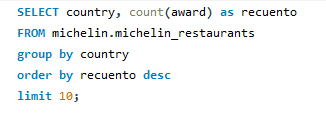 SELECT country, count(award) as recuento
FROM michelin.michelin_restaurants
group by country
order by recuento desc
limit 10;